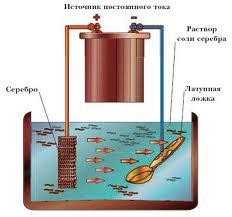 Источник постоянного тока
+ -
Раствор
соли серебра
Серебро
Латунная
ложка